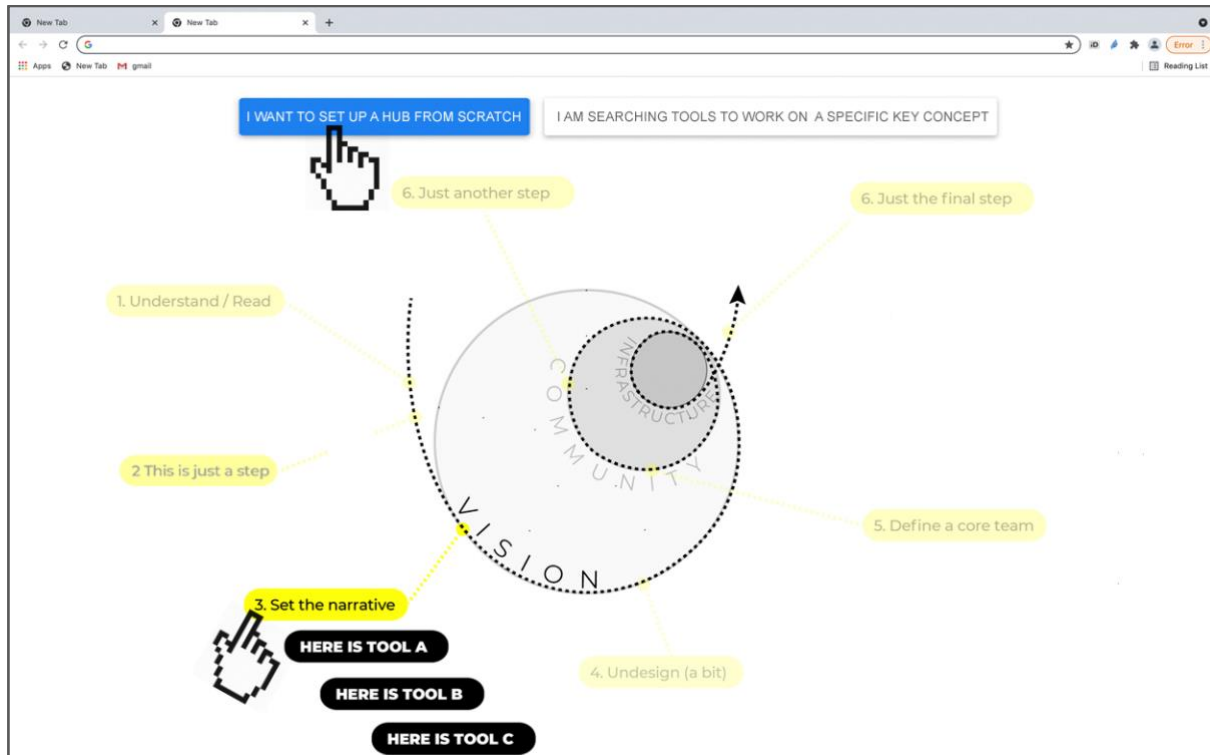 New Tab
New Tab
Error
Apps
New Tab
gmail
Reading List
I WANT TO SET UP A HUB FROM SCRATCH
I AM SEARCHING TOOLS TO WORK ON A SPECIFIC KEY CONCEPT
6. Just another step
6. Just the final step
1. Understand / Read
INFRASTRUCTURE
COMMUNITY
2 This is just a step
VISION
5. Define a core team
3. Set the narrative
HERE IS TOOL A
4. Undesign (a bit)
HERE IS TOOL B
HERE IS TOOL C